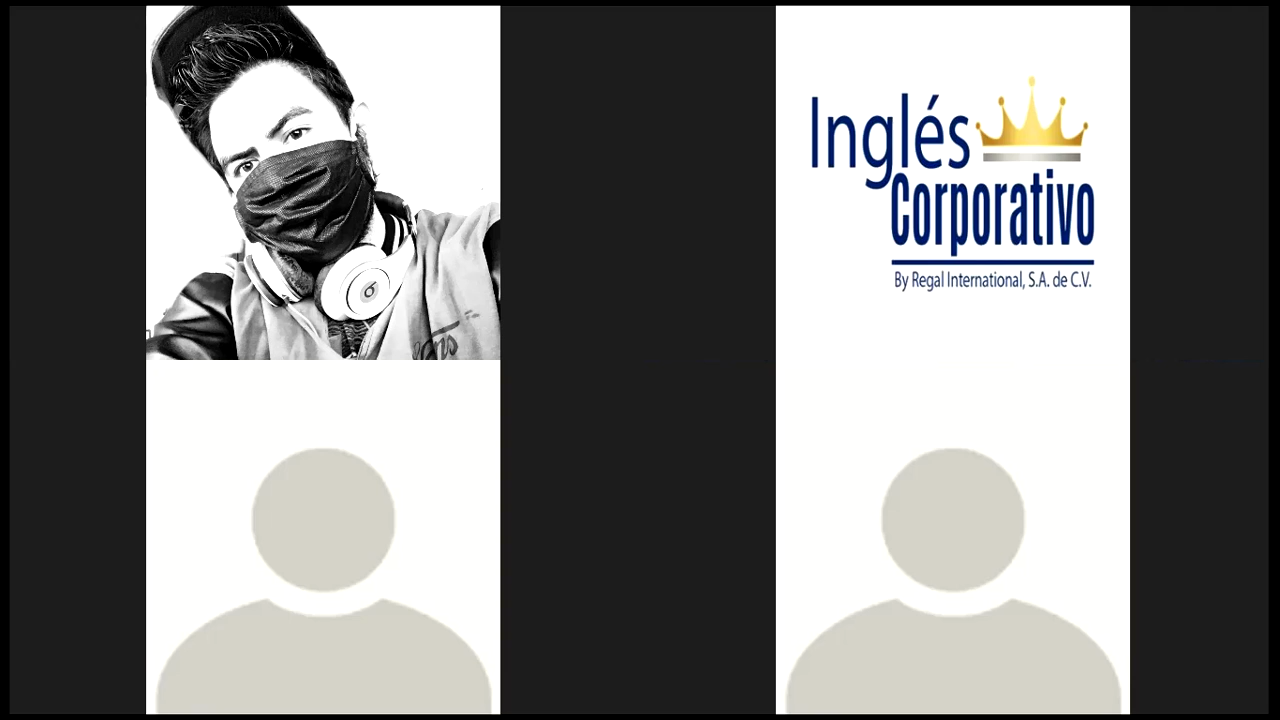 Inglés
Corporativo
By Regal International, S.A. de C.V.